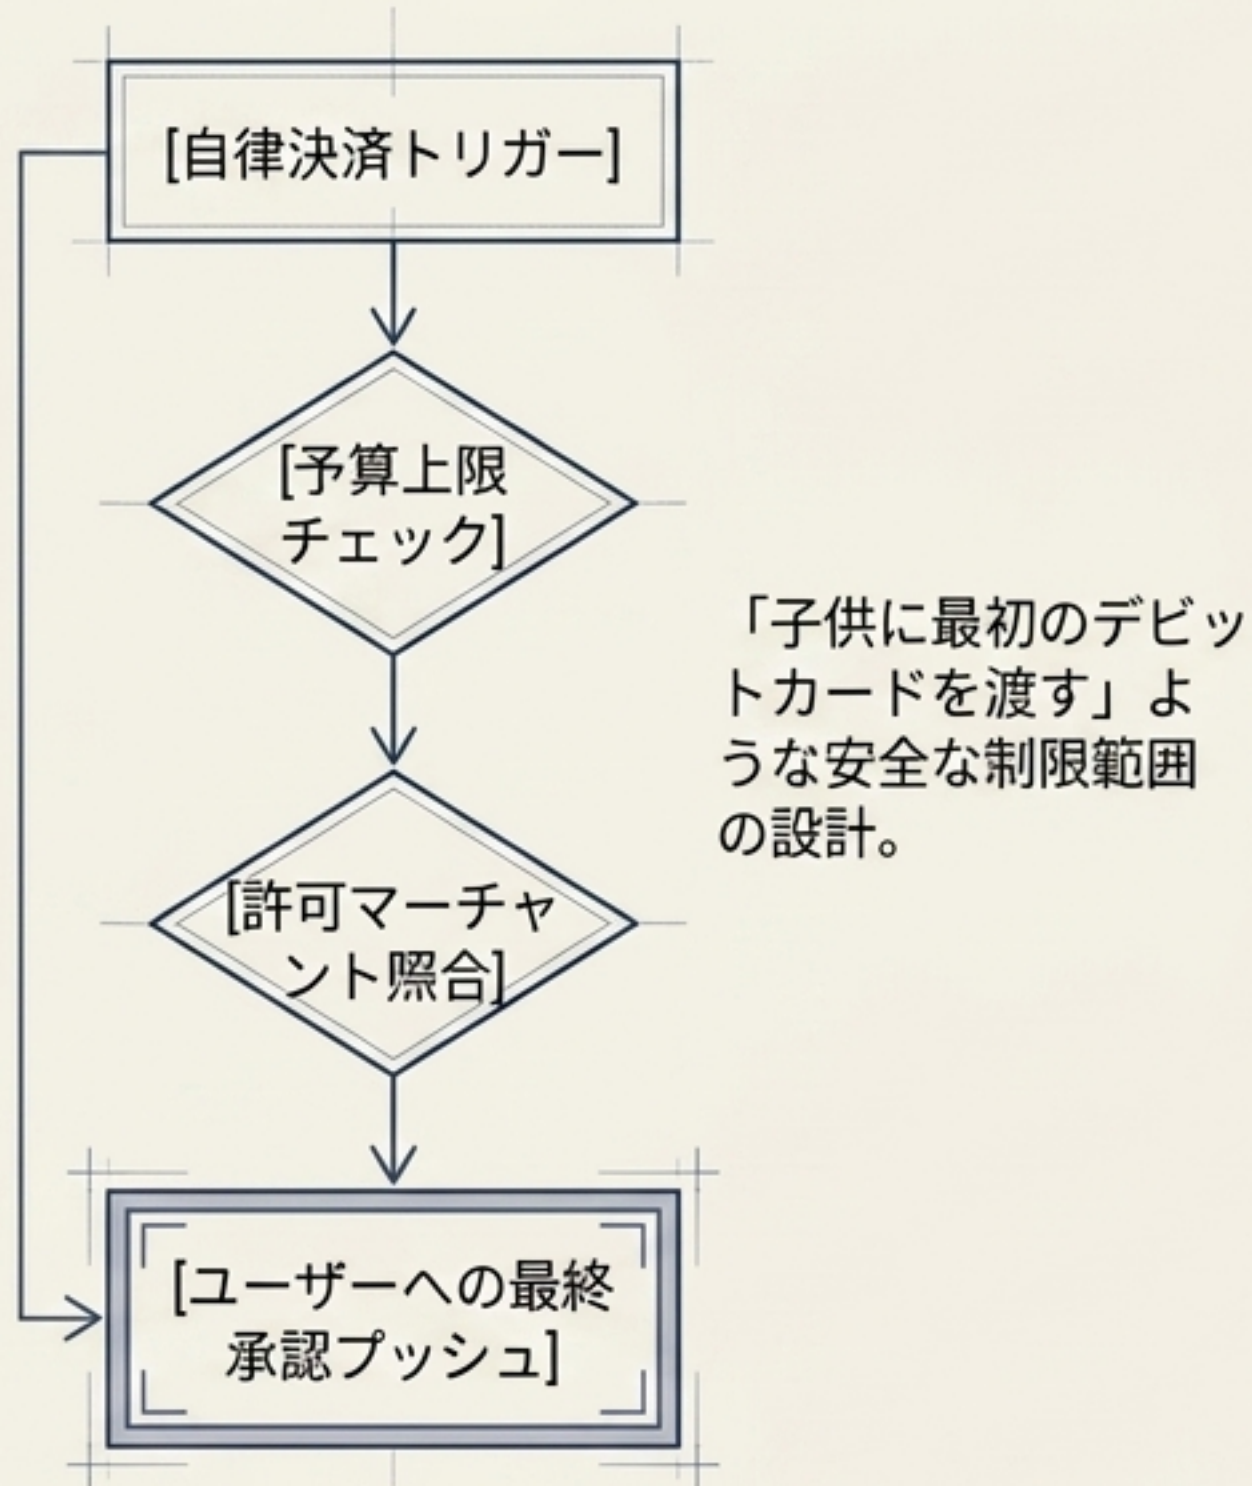 [自律決済トリガー]
[予算上限
チェック]
「子供に最初のデビッ
トカードを渡す」よ
うな安全な制限範囲
の設計。
[許可マーチャ
ント照合]
[ユーザーへの最終
承認プッシュ]